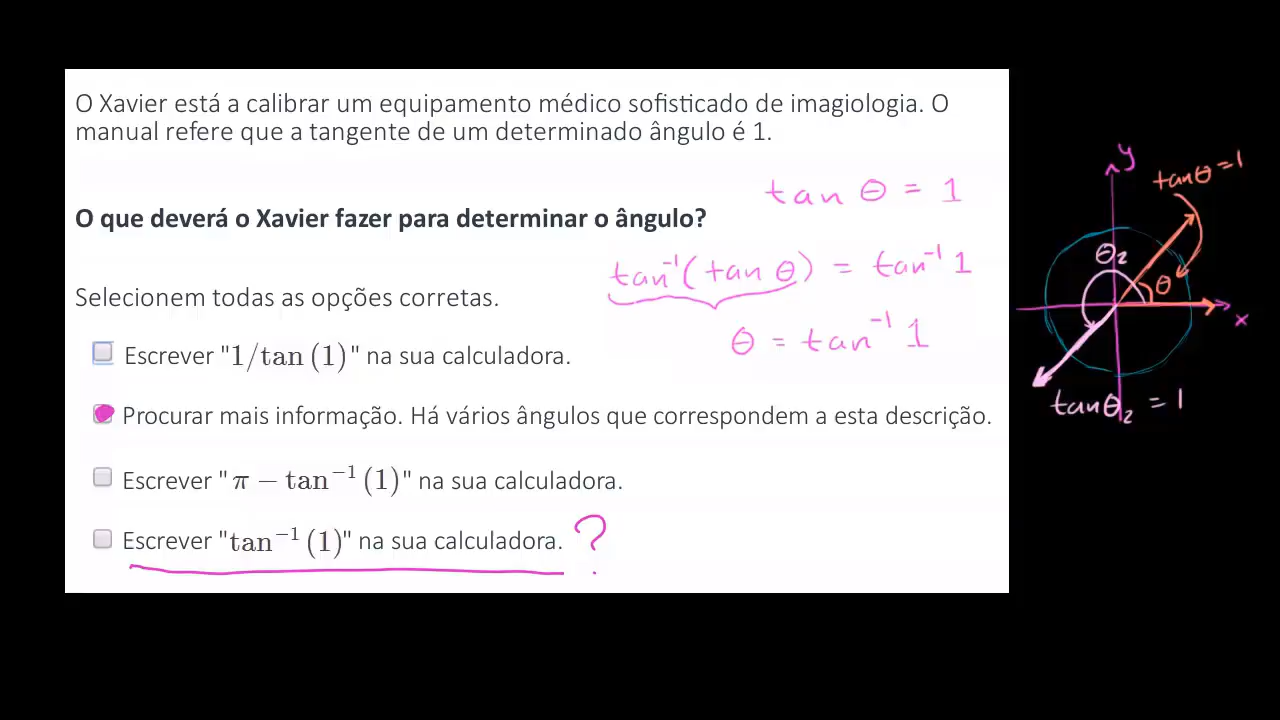 O Xavier está a calibrar um equipamento médico sofisticado de imagiologia. O
manual refere que a tangente de um determinado ângulo é 1.
tan θ = 1
O que deverá o Xavier fazer para determinar o ângulo?
tan⁻¹(tan θ) = tan⁻¹ 1
Selecionem todas as opções corretas.
θ = tan⁻¹ 1
Escrever "1/tan (1)" na sua calculadora.
Procurar mais informação. Há vários ângulos que correspondem a esta descrição.
Escrever "π − tan⁻¹ (1)" na sua calculadora.
Escrever "tan⁻¹ (1)" na sua calculadora. ?
y
tanθ = 1
θ₂
θ
x
tanθ₂ = 1